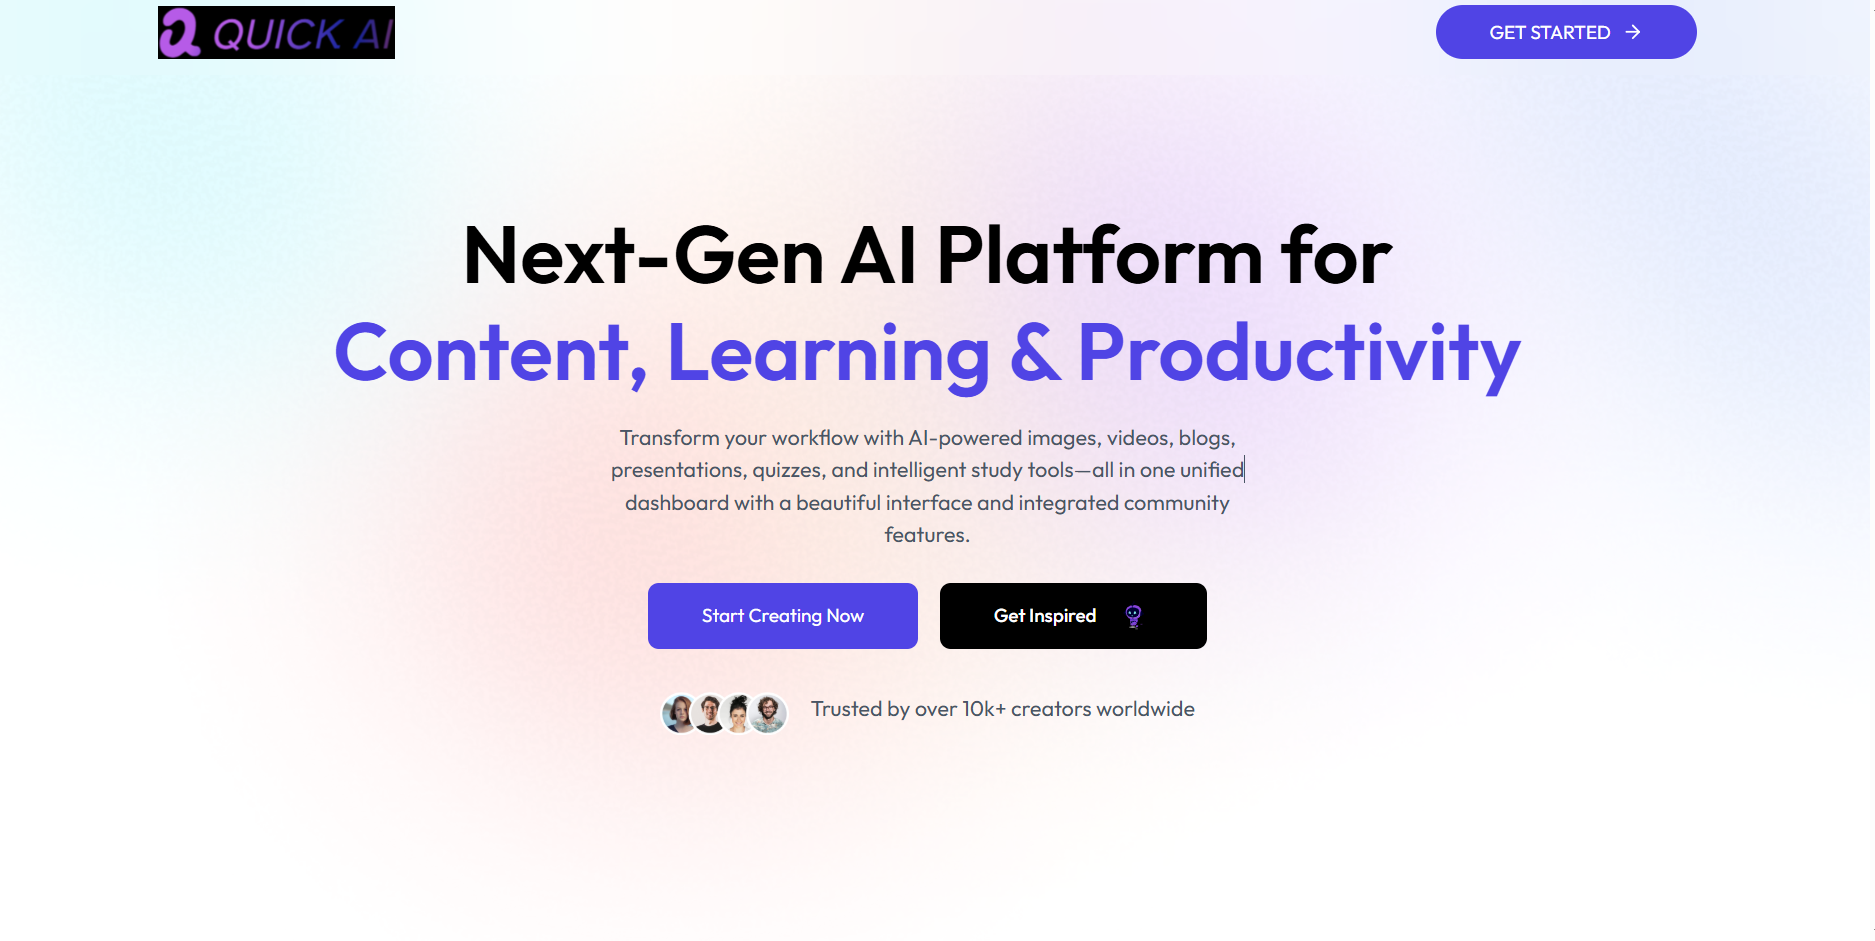 QUICK AI
GET STARTED
Next-Gen AI Platform for
Content, Learning & Productivity
Transform your workflow with AI-powered images, videos, blogs,
presentations, quizzes, and intelligent study tools—all in one unified
dashboard with a beautiful interface and integrated community
features.
Start Creating Now
Get Inspired
Trusted by over 10k+ creators worldwide